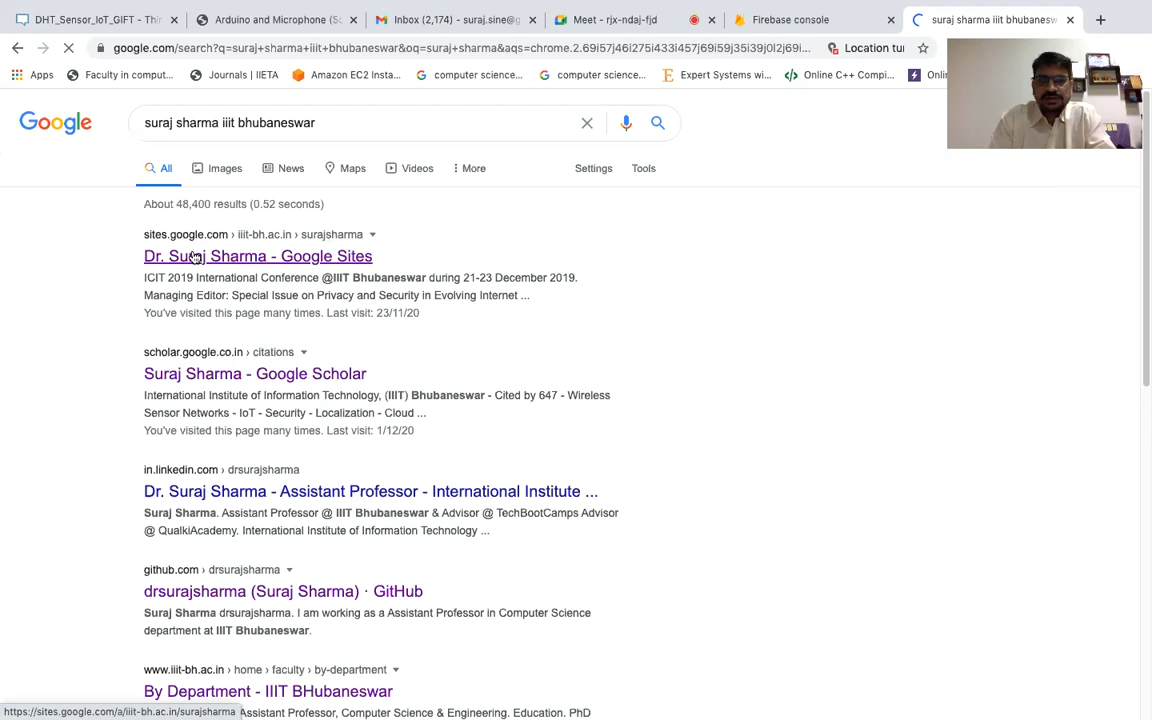 DHT_Sensor_IoT_GIFT - Thi
Arduino and Microphone (So
Inbox (2,174) - suraj.sine@g
Meet - rjx-ndaj-fjd
Firebase console
suraj sharma iiit bhubanesw
google.com/search?q=suraj+sharma+iiit+bhubaneswar&oq=suraj+sharma&aqs=chrome.2.69i57j46i275i433i457j69i59j35i39j0l2j69i...
Location tur
Apps
Faculty in comput...
Journals | IIETA
Amazon EC2 Insta...
computer science...
computer science...
Expert Systems wi...
Online C++ Compi...
Onli
Google
suraj sharma iiit bhubaneswar
All
Images
News
Maps
Videos
More
Settings
Tools
About 48,400 results (0.52 seconds)
sites.google.com › iiit-bh.ac.in › surajsharma
Dr. Suraj Sharma - Google Sites
ICIT 2019 International Conference @IIIT Bhubaneswar during 21-23 December 2019.
Managing Editor: Special Issue on Privacy and Security in Evolving Internet ...
You've visited this page many times. Last visit: 23/11/20
scholar.google.co.in › citations
Suraj Sharma - Google Scholar
International Institute of Information Technology, (IIIT) Bhubaneswar - Cited by 647 - Wireless
Sensor Networks - IoT - Security - Localization - Cloud ...
You've visited this page many times. Last visit: 1/12/20
in.linkedin.com › drsurajsharma
Dr. Suraj Sharma - Assistant Professor - International Institute ...
Suraj Sharma. Assistant Professor @ IIIT Bhubaneswar & Advisor @ TechBootCamps Advisor
@ QualkiAcademy. International Institute of Information Technology ...
github.com › drsurajsharma
drsurajsharma (Suraj Sharma) · GitHub
Suraj Sharma drsurajsharma. I am working as a Assistant Professor in Computer Science
department at IIIT Bhubaneswar.
www.iiit-bh.ac.in › home › faculty › by-department
By Department - IIIT BHubaneswar
https://sites.google.com/a/iiit-bh.ac.in/surajsharma
Assistant Professor, Computer Science & Engineering. Education. PhD